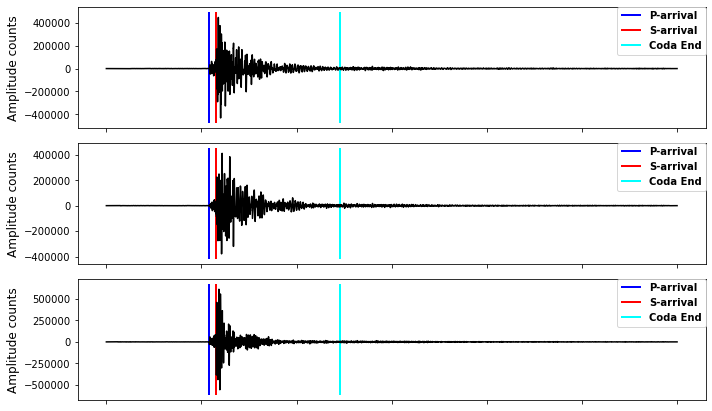 Amplitude counts
400000
200000
0
−200000
−400000
P-arrival
S-arrival
Coda End
Amplitude counts
400000
200000
0
−200000
−400000
P-arrival
S-arrival
Coda End
Amplitude counts
500000
250000
0
−250000
−500000
P-arrival
S-arrival
Coda End